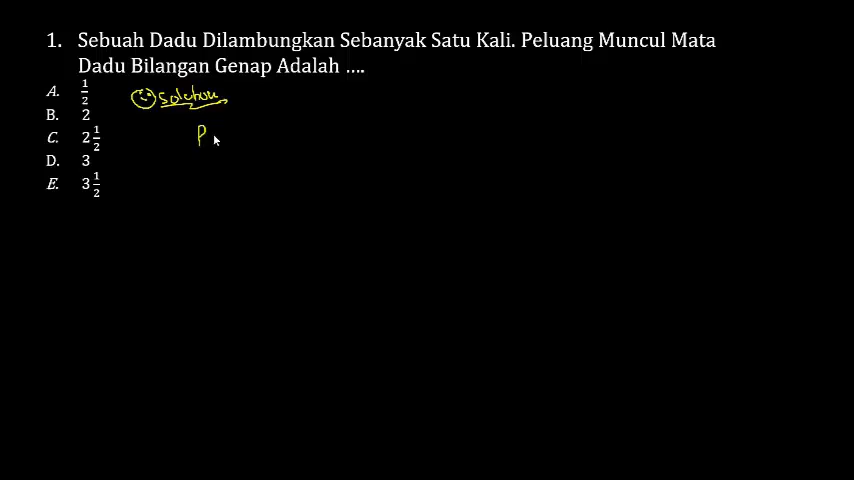 1. Sebuah Dadu Dilambungkan Sebanyak Satu Kali. Peluang Muncul Mata
Dadu Bilangan Genap Adalah ....
A. 1/2
solution
B. 2
P
C. 2 1/2
D. 3
E. 3 1/2